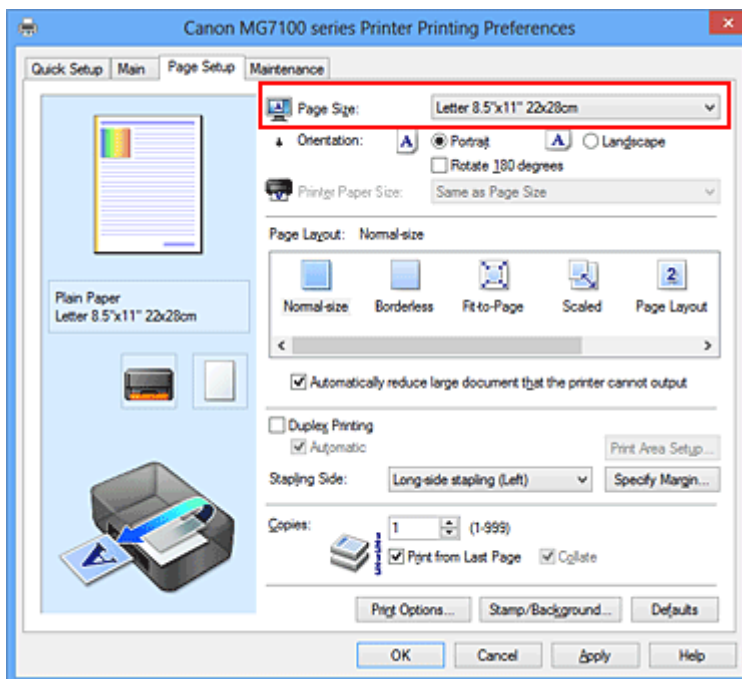 Canon MG7100 series Printer Printing Preferences
Quick Setup Main Page Setup Maintenance
Page Size: Letter 8.5"x11" 22x28cm
Orientation: A Portrait A Landscape
Rotate 180 degrees
Printer Paper Size: Same as Page Size
Page Layout: Normal-size
Normal-size Borderless Fit-to-Page Scaled Page Layout
Plain Paper
Letter 8.5"x11" 22x28cm
Automatically reduce large document that the printer cannot output
Duplex Printing
Automatic Print Area Setup...
Stapling Side: Long-side stapling (Left) Specify Margin...
Copies: 1 (1-999)
Print from Last Page Collate
Print Options... Stamp/Background... Defaults
OK Cancel Apply Help